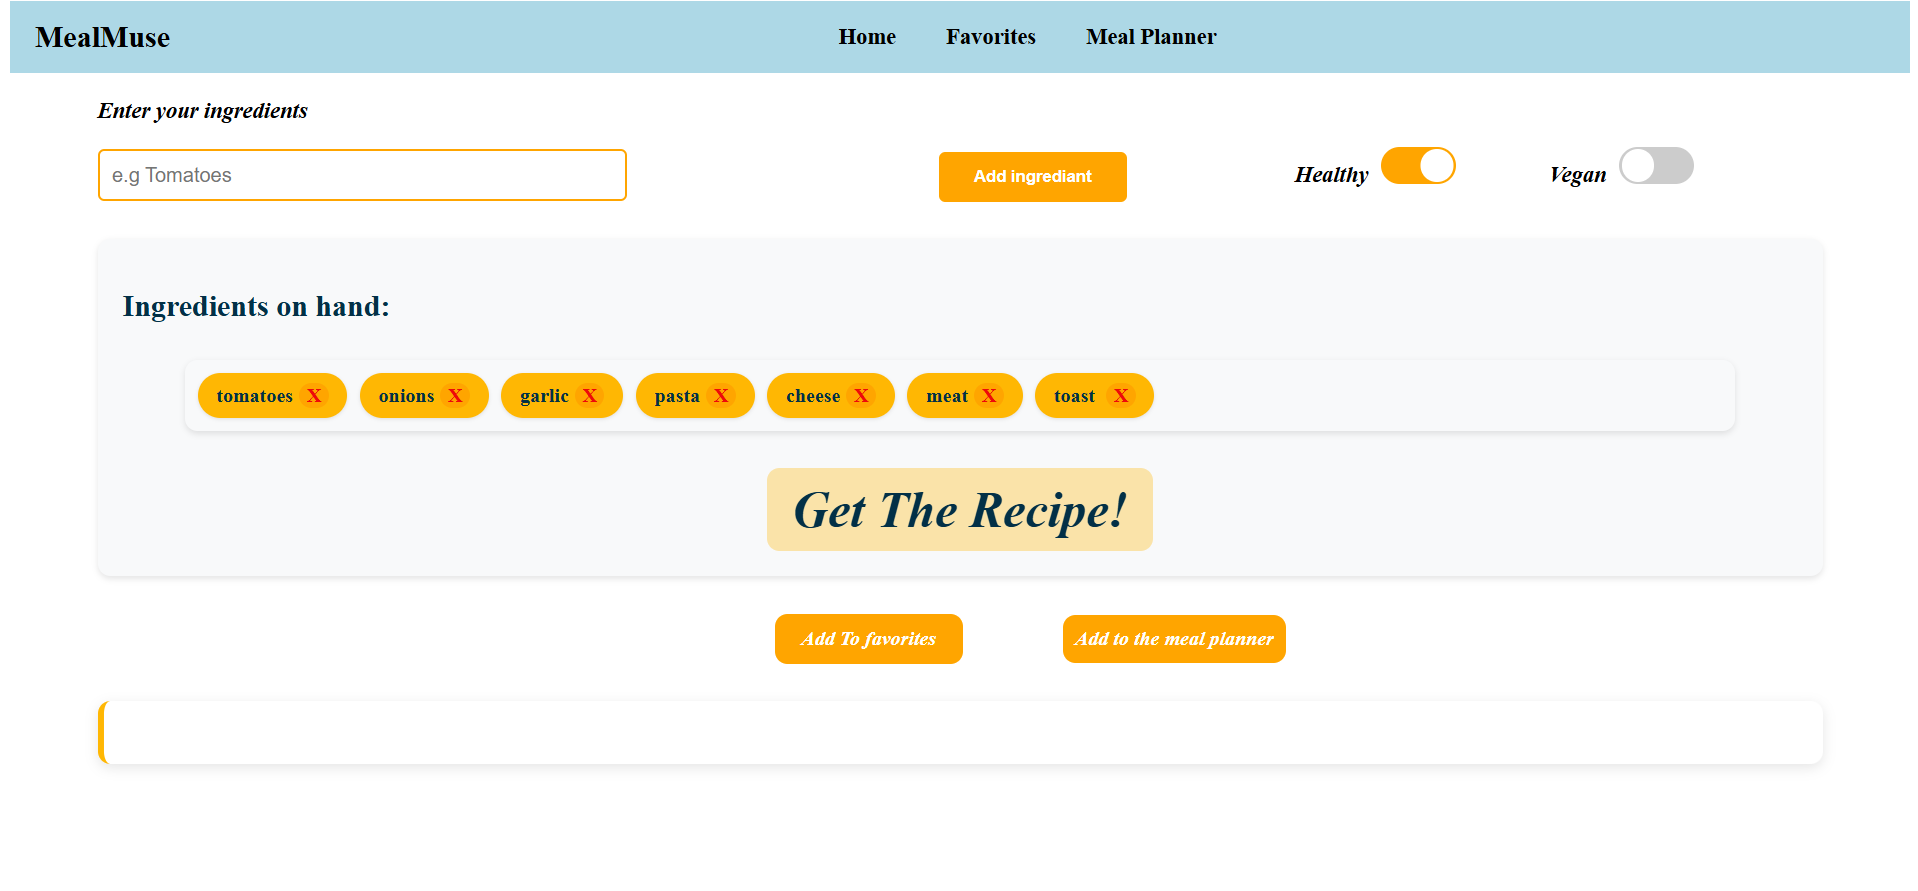 MealMuse Home Favorites Meal Planner
Enter your ingredients
e.g Tomatoes Add ingrediant Healthy Vegan
Ingredients on hand:
tomatoes X onions X garlic X pasta X cheese X meat X toast X
Get The Recipe!
Add To favorites Add to the meal planner